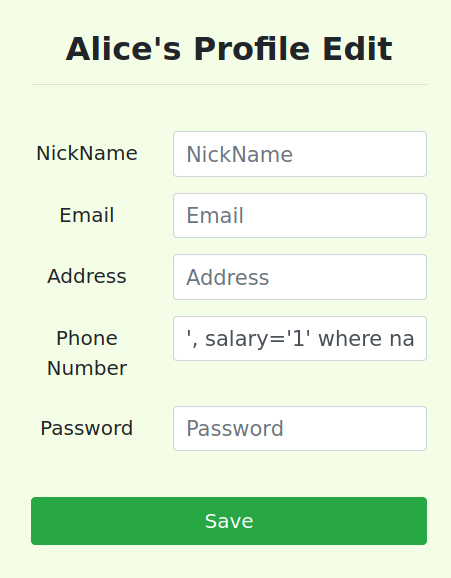 Alice's Profile Edit
NickName
NickName
Email
Email
Address
Address
Phone
Number
', salary='1' where na
Password
Password
Save